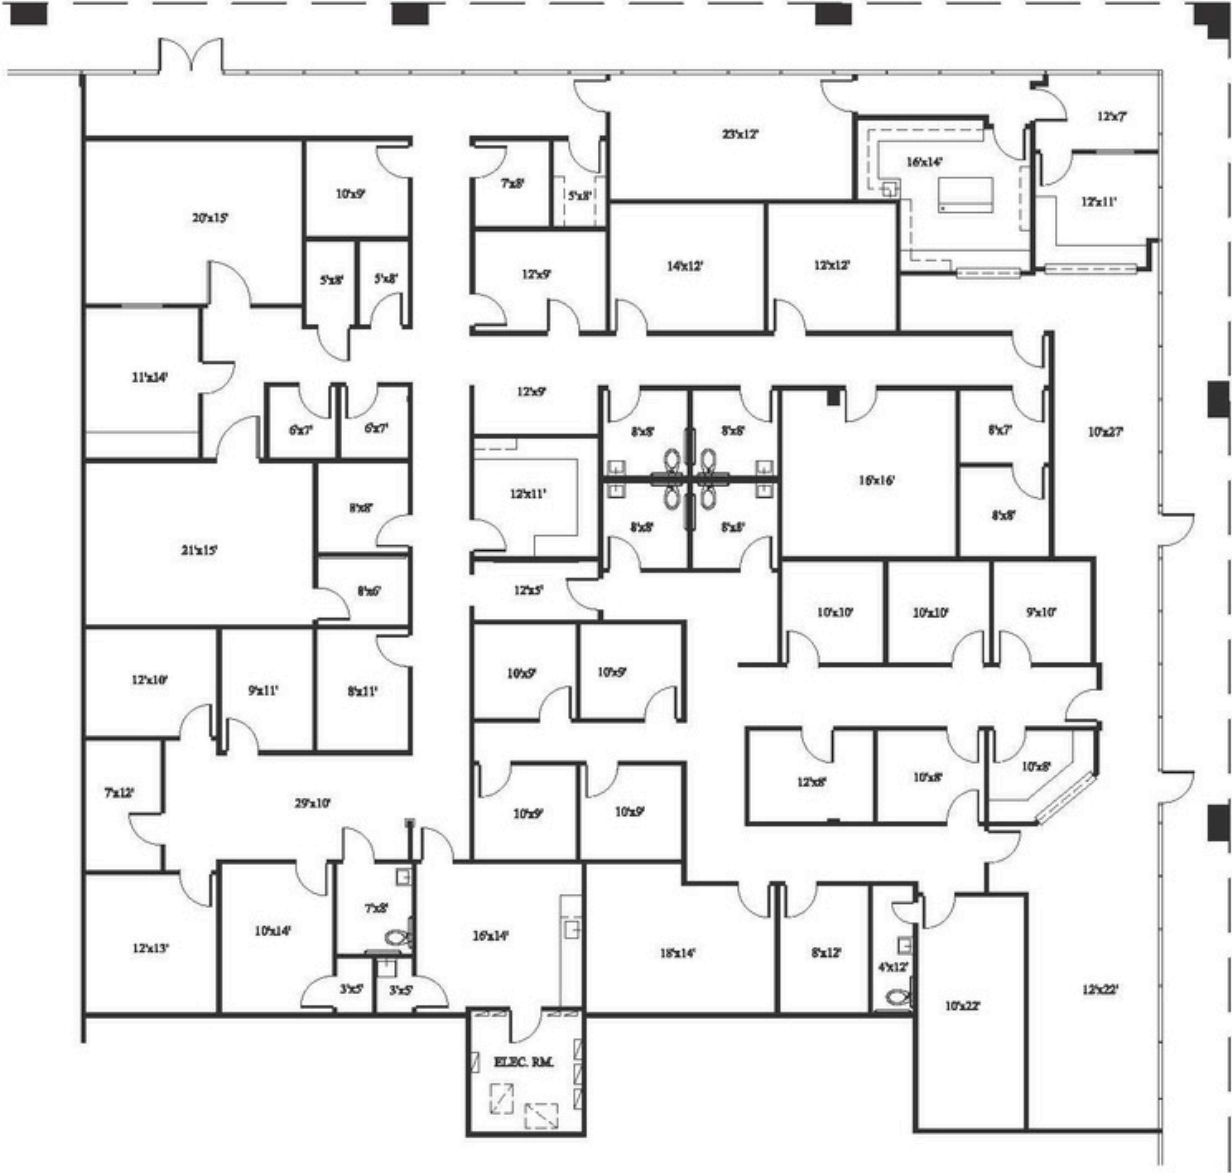 12'x7'
23'x12'
16'x14'
7'x8'
10'x9'
5'x8'
12'x11'
20'x15'
14'x12'
12'x12'
12'x9'
5'x8'
5'x8'
11'x14'
12'x9'
6'x7'
6'x7'
8'x8'
8'x8'
8'x7'
10'x27'
16'x16'
12'x11'
8'x8'
8'x8'
8'x8'
8'x8'
21'x15'
8'x6'
12'x5'
10'x10'
10'x10'
9'x10'
12'x10'
9'x11'
8'x11'
10'x9'
10'x9'
7'x12'
29'x10'
12'x8'
10'x8'
10'x8'
10'x9'
10'x9'
7'x8'
10'x14'
16'x14'
12'x13'
18'x14'
8'x12'
4'x12'
3'x5'
3'x5'
10'x22'
12'x22'
ELEC. RM.